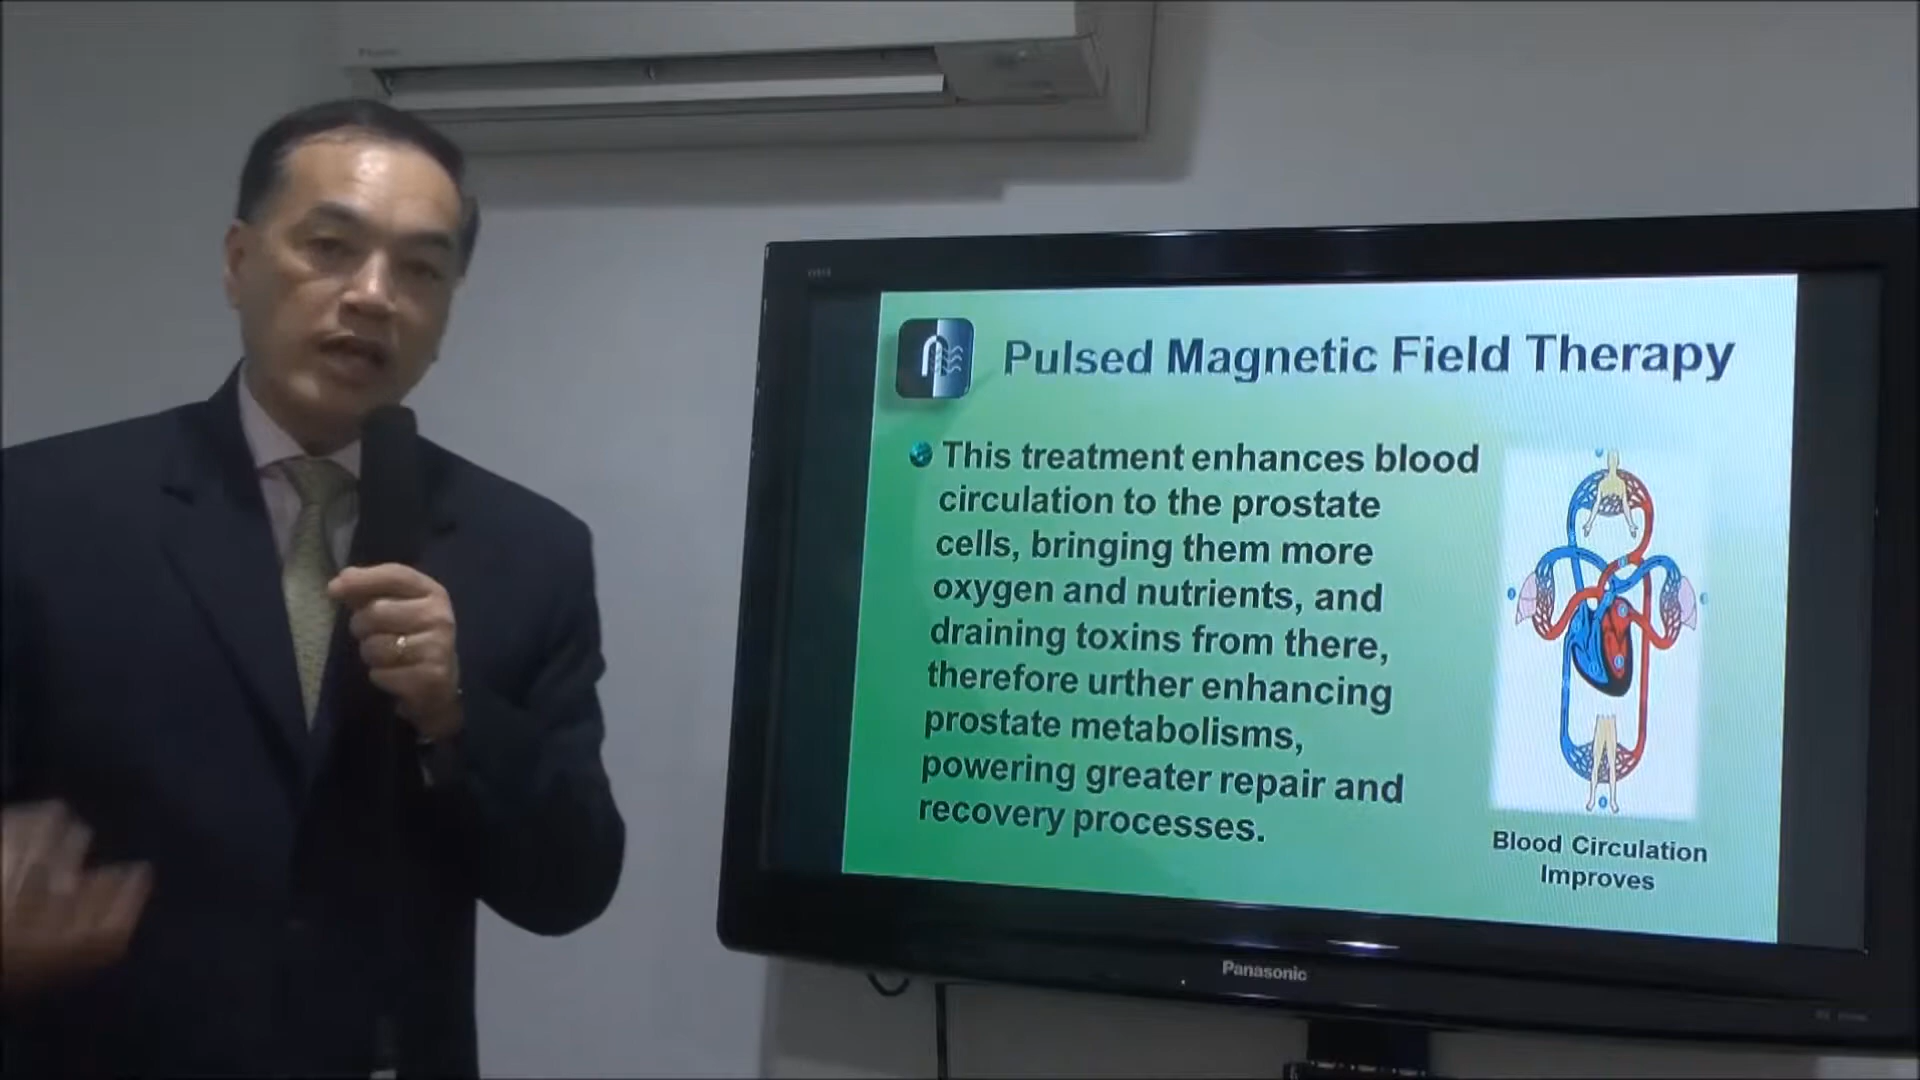 Pulsed Magnetic Field Therapy
This treatment enhances blood
circulation to the prostate
cells, bringing them more
oxygen and nutrients, and
draining toxins from there,
therefore urther enhancing
prostate metabolisms,
powering greater repair and
recovery processes.
Blood Circulation
Improves
Panasonic